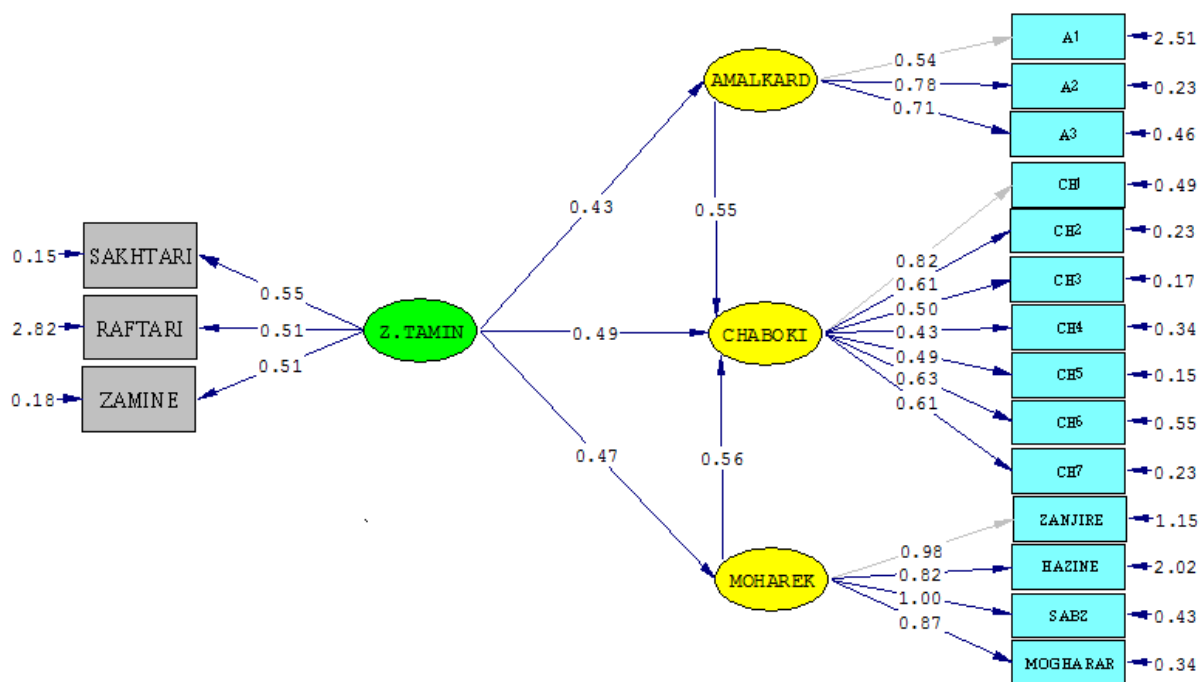 0.15
SAKHTARI
2.82
RAFTARI
0.18
ZAMINE
0.55
0.51
0.51
Z.TAMIN
0.43
0.49
0.47
AMALKARD
0.55
CHABOKI
0.56
MOHAREK
0.54
0.78
0.71
0.82
0.61
0.50
0.43
0.49
0.63
0.61
0.98
0.82
1.00
0.87
A1
2.51
A2
0.23
A3
0.46
CH1
0.49
CH2
0.23
CH3
0.17
CH4
0.34
CH5
0.15
CH6
0.55
CH7
0.23
ZANJIRE
1.15
HAZINE
2.02
SABZ
0.43
MOGHARAR
0.34